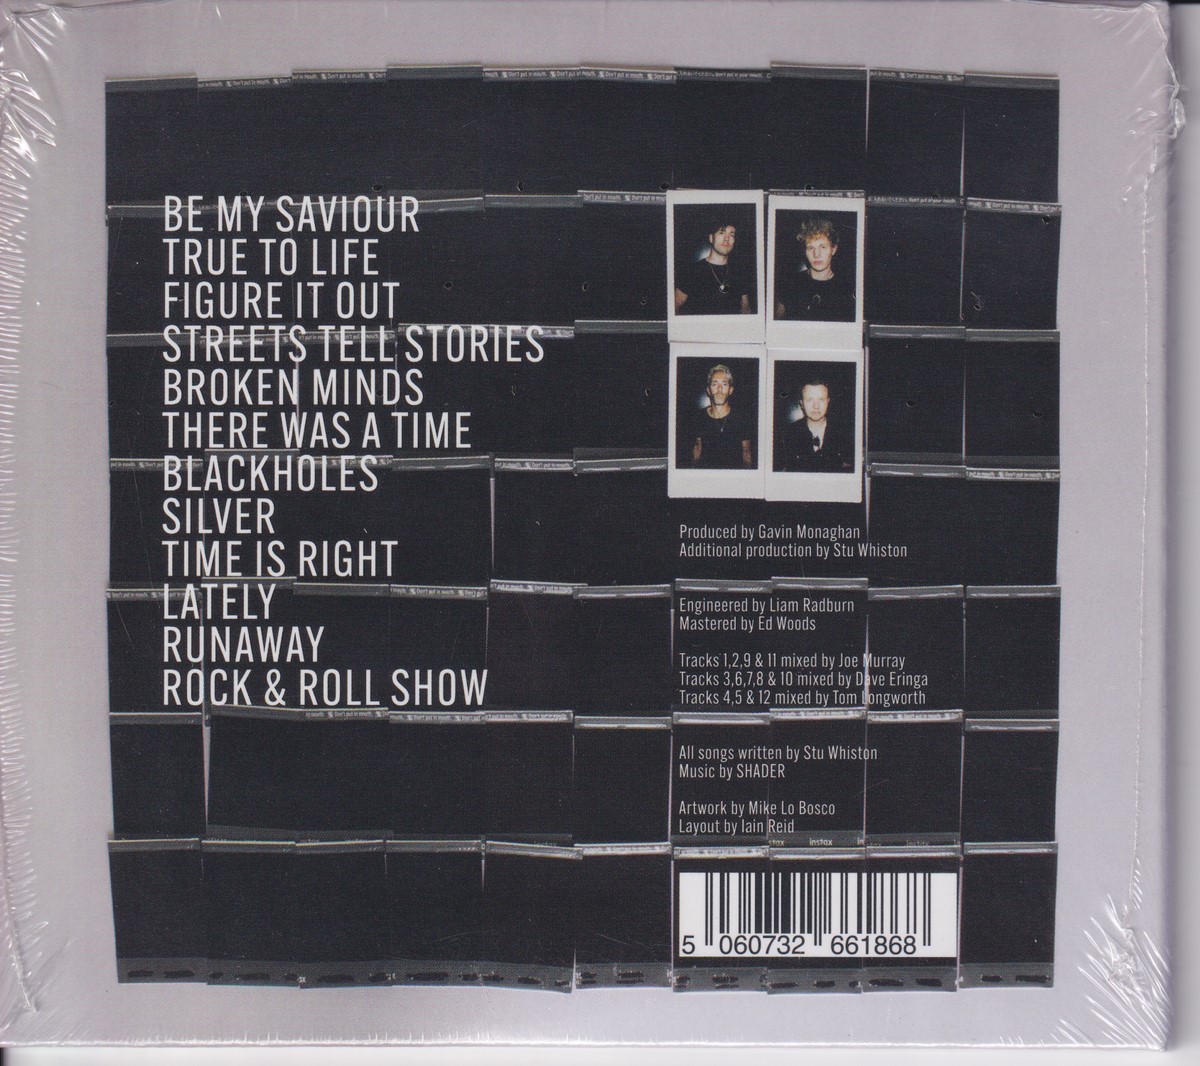 BE MY SAVIOUR
TRUE TO LIFE
FIGURE IT OUT
STREETS TELL STORIES
BROKEN MINDS
THERE WAS A TIME
BLACKHOLES
SILVER
TIME IS RIGHT
LATELY
RUNAWAY
ROCK & ROLL SHOW
Produced by Gavin Monaghan
Additional production by Stu Whiston
Engineered by Liam Radburn
Mastered by Ed Woods
Tracks 1,2,9 & 11 mixed by Joe Murray
Tracks 3,6,7,8 & 10 mixed by Dave Eringa
Tracks 4,5 & 12 mixed by Tom Longworth
All songs written by Stu Whiston
Music by SHADER
Artwork by Mike Lo Bosco
Layout by Iain Reid
instax
5 060732 661868